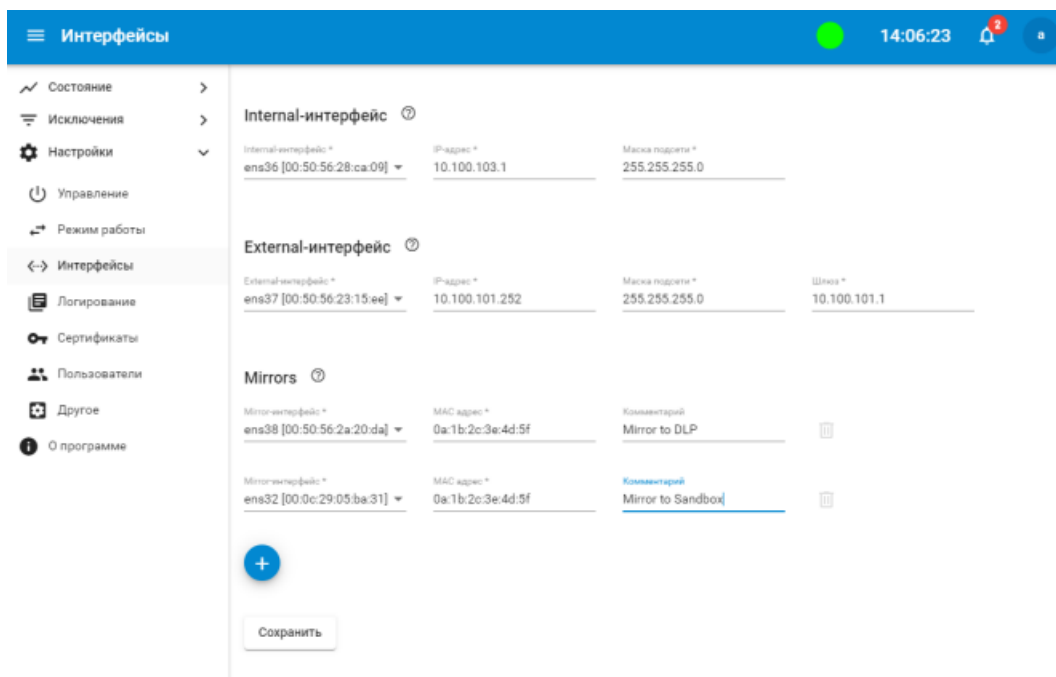 Интерфейсы 14:06:23 2 a
Состояние
Исключения
Настройки
Управление
Режим работы
Интерфейсы
Логирование
Сертификаты
Пользователи
Другое
О программе
Internal-интерфейс
Internal-интерфейс * IP-адрес * Маска подсети *
ens36 [00:50:56:28:ca:09] 10.100.103.1 255.255.255.0
External-интерфейс
External-интерфейс * IP-адрес * Маска подсети * Шлюз *
ens37 [00:50:56:23:15:ee] 10.100.101.252 255.255.255.0 10.100.101.1
Mirrors
Mirror-интерфейс * MAC адрес * Комментарий
ens38 [00:50:56:2a:20:da] 0a:1b:2c:3e:4d:5f Mirror to DLP
Mirror-интерфейс * MAC адрес * Комментарий
ens32 [00:0c:29:05:ba:31] 0a:1b:2c:3e:4d:5f Mirror to Sandbox
Сохранить